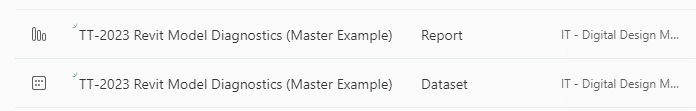 TT-2023 Revit Model Diagnostics (Master Example) Report IT - Digital Design M...
TT-2023 Revit Model Diagnostics (Master Example) Dataset IT - Digital Design M...